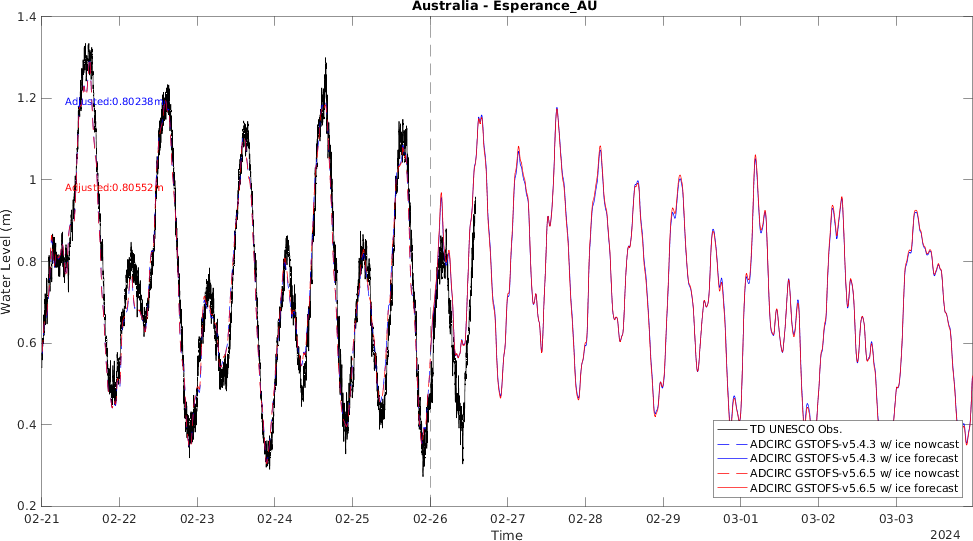 Australia - Esperance_AU
1.4
1.2
1
0.8
0.6
0.4
0.2
Water Level (m)
Adjusted:0.80238m
Adjusted:0.80552m
TD UNESCO Obs.
ADCIRC GSTOFS-v5.4.3 w/ ice nowcast
ADCIRC GSTOFS-v5.4.3 w/ ice forecast
ADCIRC GSTOFS-v5.6.5 w/ ice nowcast
ADCIRC GSTOFS-v5.6.5 w/ ice forecast
02-21 02-22 02-23 02-24 02-25 02-26 02-27 02-28 02-29 03-01 03-02 03-03
Time
2024